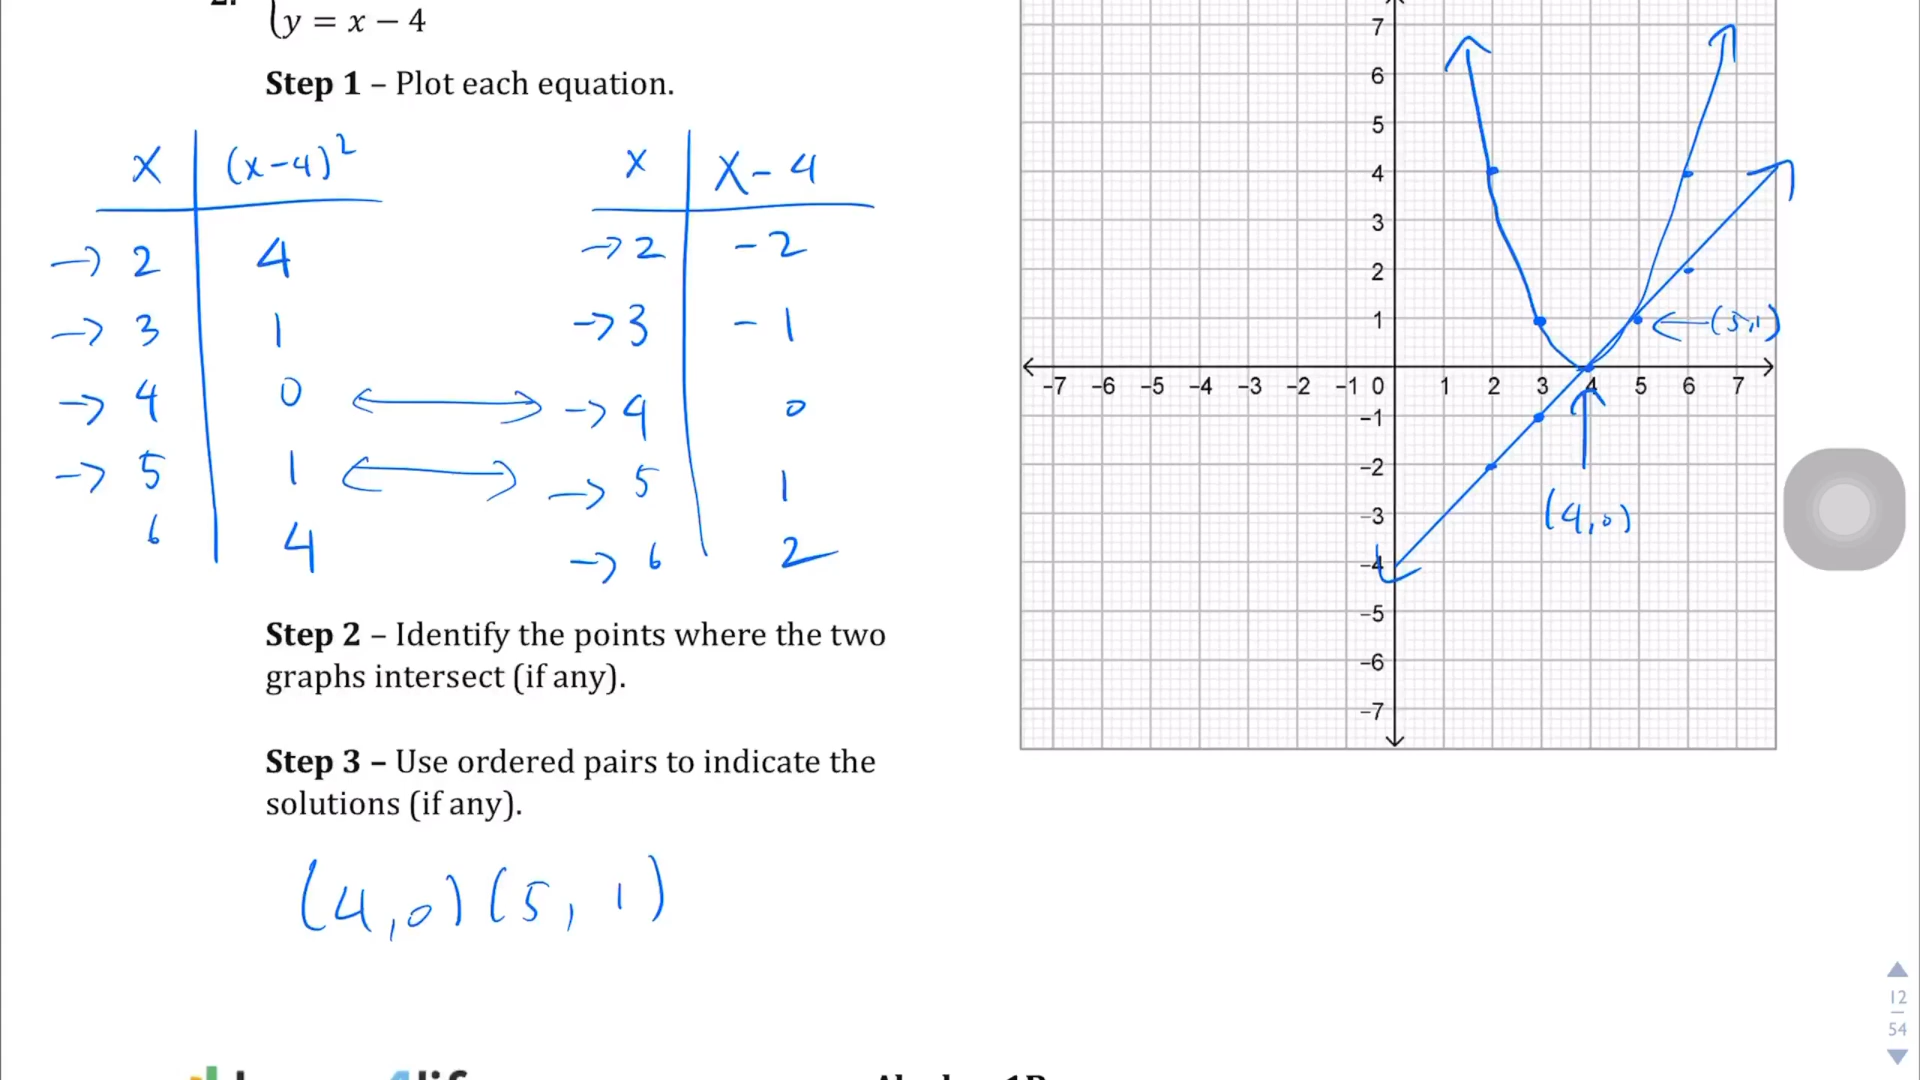 y = x − 4
Step 1 – Plot each equation.
x (x-4)²
→ 2 4
→ 3 1
→ 4 0
→ 5 1
6 4
x x-4
→2 -2
→3 -1
→4 0
→5 1
→6 2
Step 2 – Identify the points where the two
graphs intersect (if any).
Step 3 – Use ordered pairs to indicate the
solutions (if any).
(4,0) (5, 1)
7
6
5
4
3
2
1
−7 −6 −5 −4 −3 −2 −1 0 1 2 3 4 5 6 7
−1
−2
−3
−4
−5
−6
−7
(5,1)
(4,0)
12
54